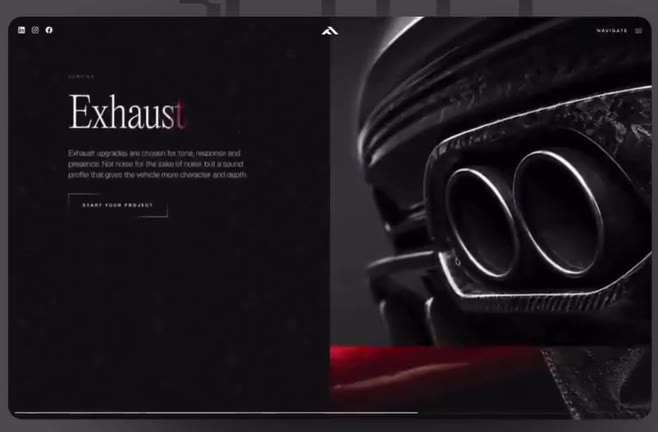 NAVIGATE
SERVICE
Exhaust
Exhaust upgrades are chosen for tone, response and
presence. Not noise for the sake of noise, but a sound
profile that gives the vehicle more character and depth.
START YOUR PROJECT